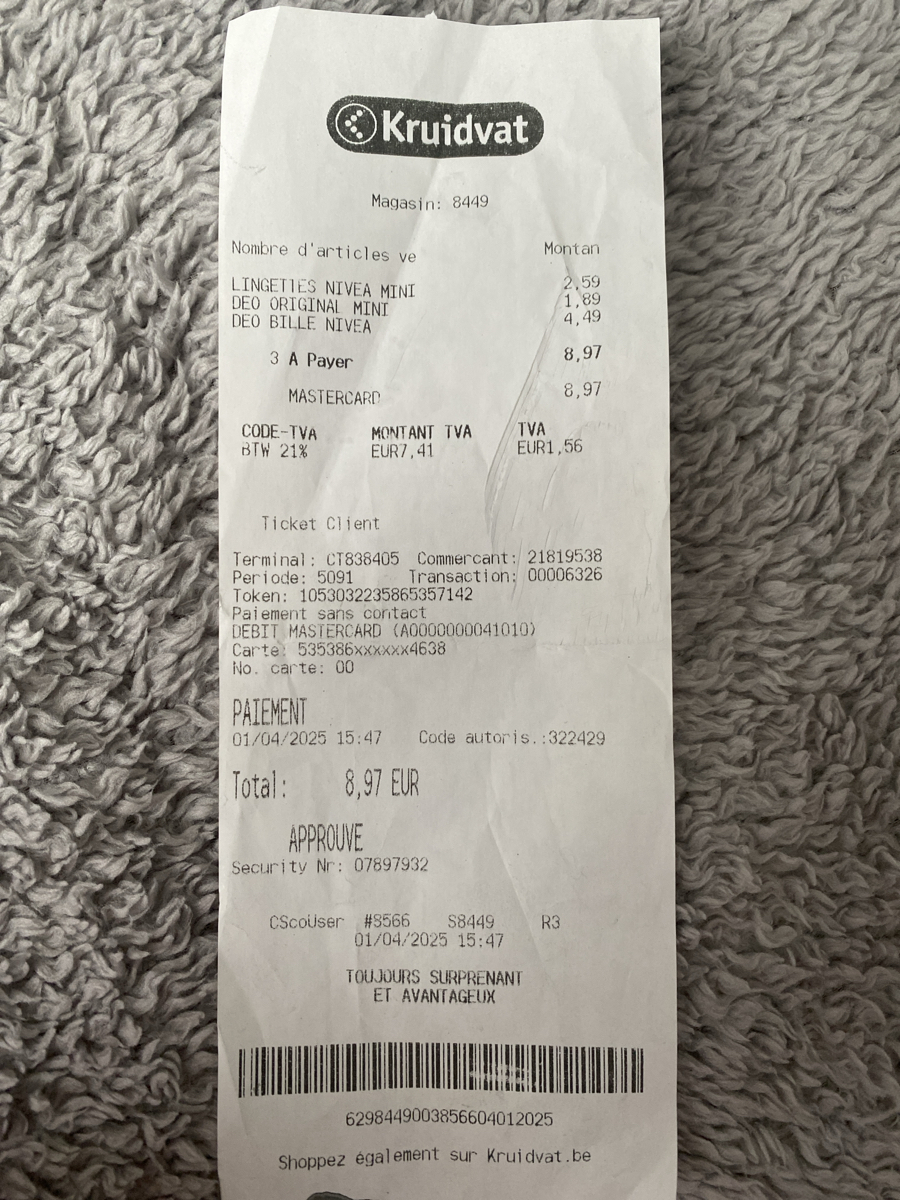 Kruidvat
Magasin: 8449
Nombre d'articles ve Montan
LINGETTES NIVEA MINI 2,59
DEO ORIGINAL MINI 1,89
DEO BILLE NIVEA 4,49
3 A Payer 8,97
MASTERCARD 8,97
CODE-TVA MONTANT TVA TVA
BTW 21% EUR7,41 EUR1,56
Ticket Client
Terminal: CT838405 Commercant: 21819538
Periode: 5091 Transaction: 00006326
Token: 1053032235865357142
Paiement sans contact
DEBIT MASTERCARD (A0000000041010)
Carte: 535386xxxxxx4638
No. carte: 00
PAIEMENT
01/04/2025 15:47 Code autoris.:322429
Total: 8,97 EUR
APPROUVE
Security Nr: 07897932
CScoUser #8566 S8449 R3
01/04/2025 15:47
TOUJOURS SURPRENANT
ET AVANTAGEUX
6298449003856604012025
Shoppez également sur Kruidvat.be